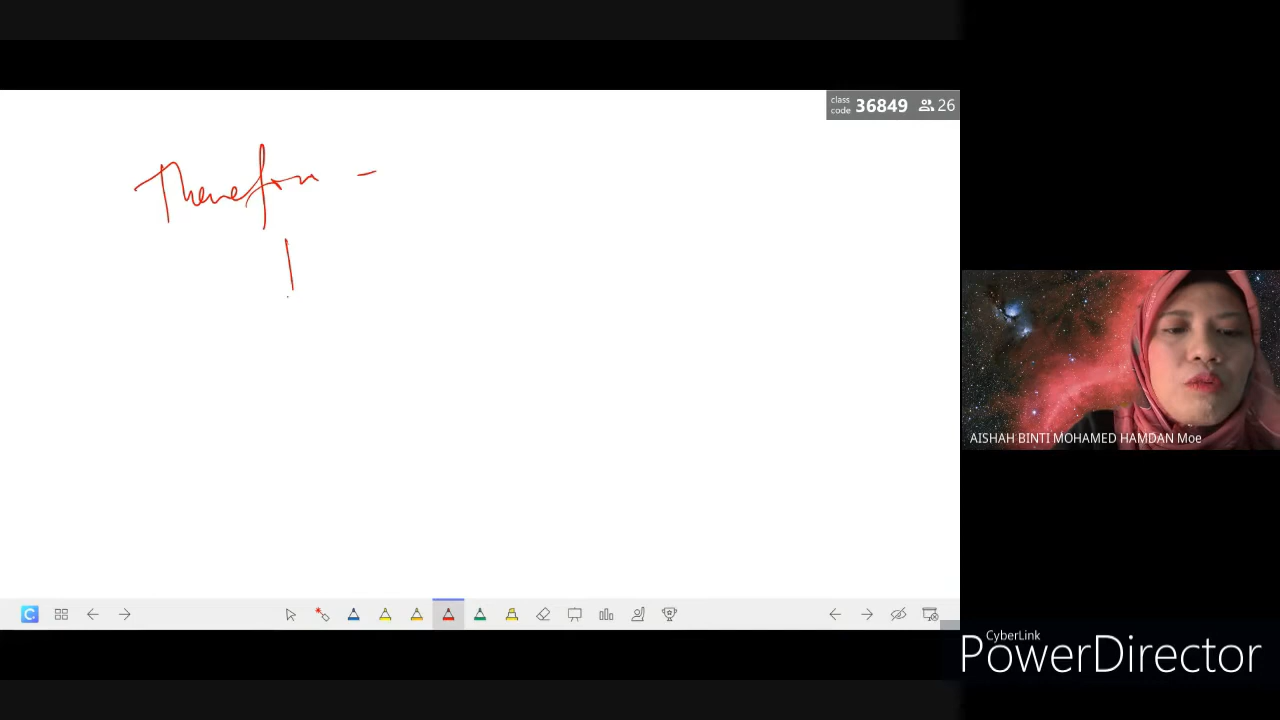 class code 36849 26
Therefore -
AISHAH BINTI MOHAMED HAMDAN Moe
CyberLink
PowerDirector